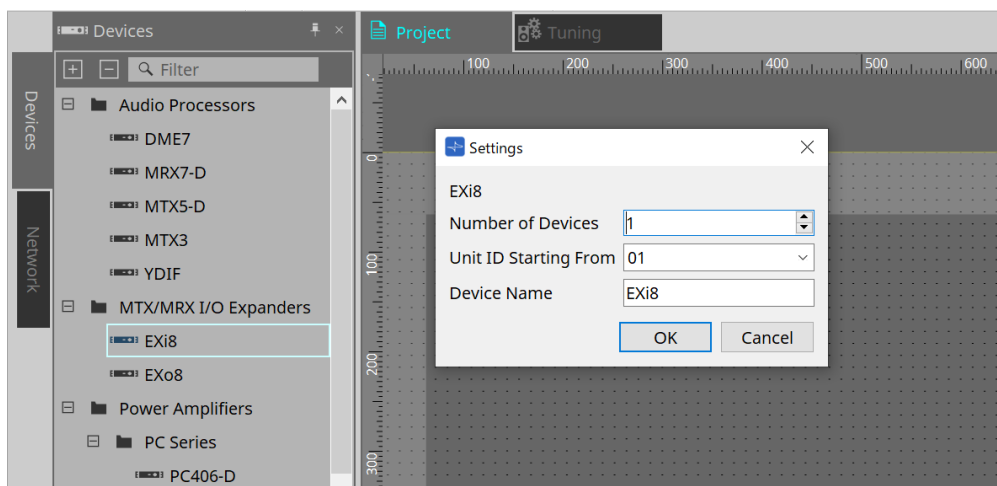 Devices
Filter
Audio Processors
DME7
MRX7-D
MTX5-D
MTX3
YDIF
MTX/MRX I/O Expanders
EXi8
EXo8
Power Amplifiers
PC Series
PC406-D
Devices
Network
Project
Tuning
100 200 300 400 500 600
0
100
200
300
Settings
EXi8
Number of Devices 1
Unit ID Starting From 01
Device Name EXi8
OK Cancel